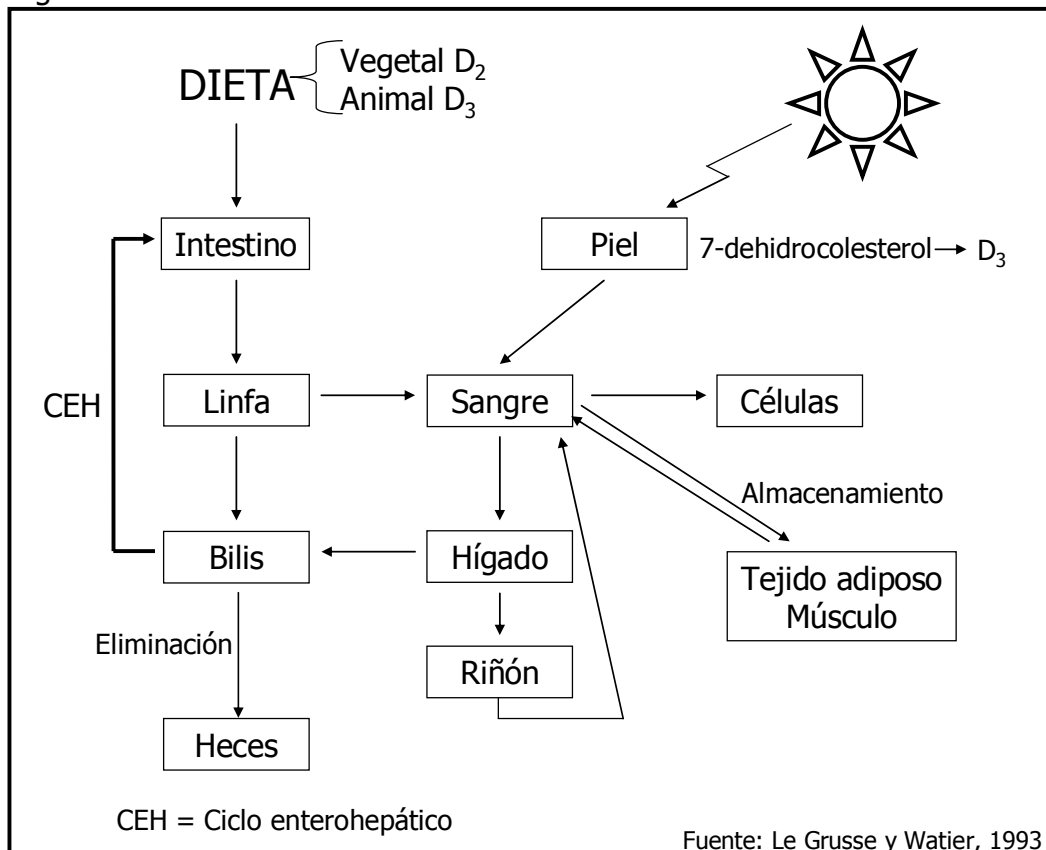 Vegetal D₂
DIETA
Animal D₃
Intestino
Piel
7-dehidrocolesterol
D₃
CEH
Linfa
Sangre
Células
Almacenamiento
Bilis
Hígado
Tejido adiposo
Músculo
Eliminación
Riñón
Heces
CEH = Ciclo enterohepático
Fuente: Le Grusse y Watier, 1993